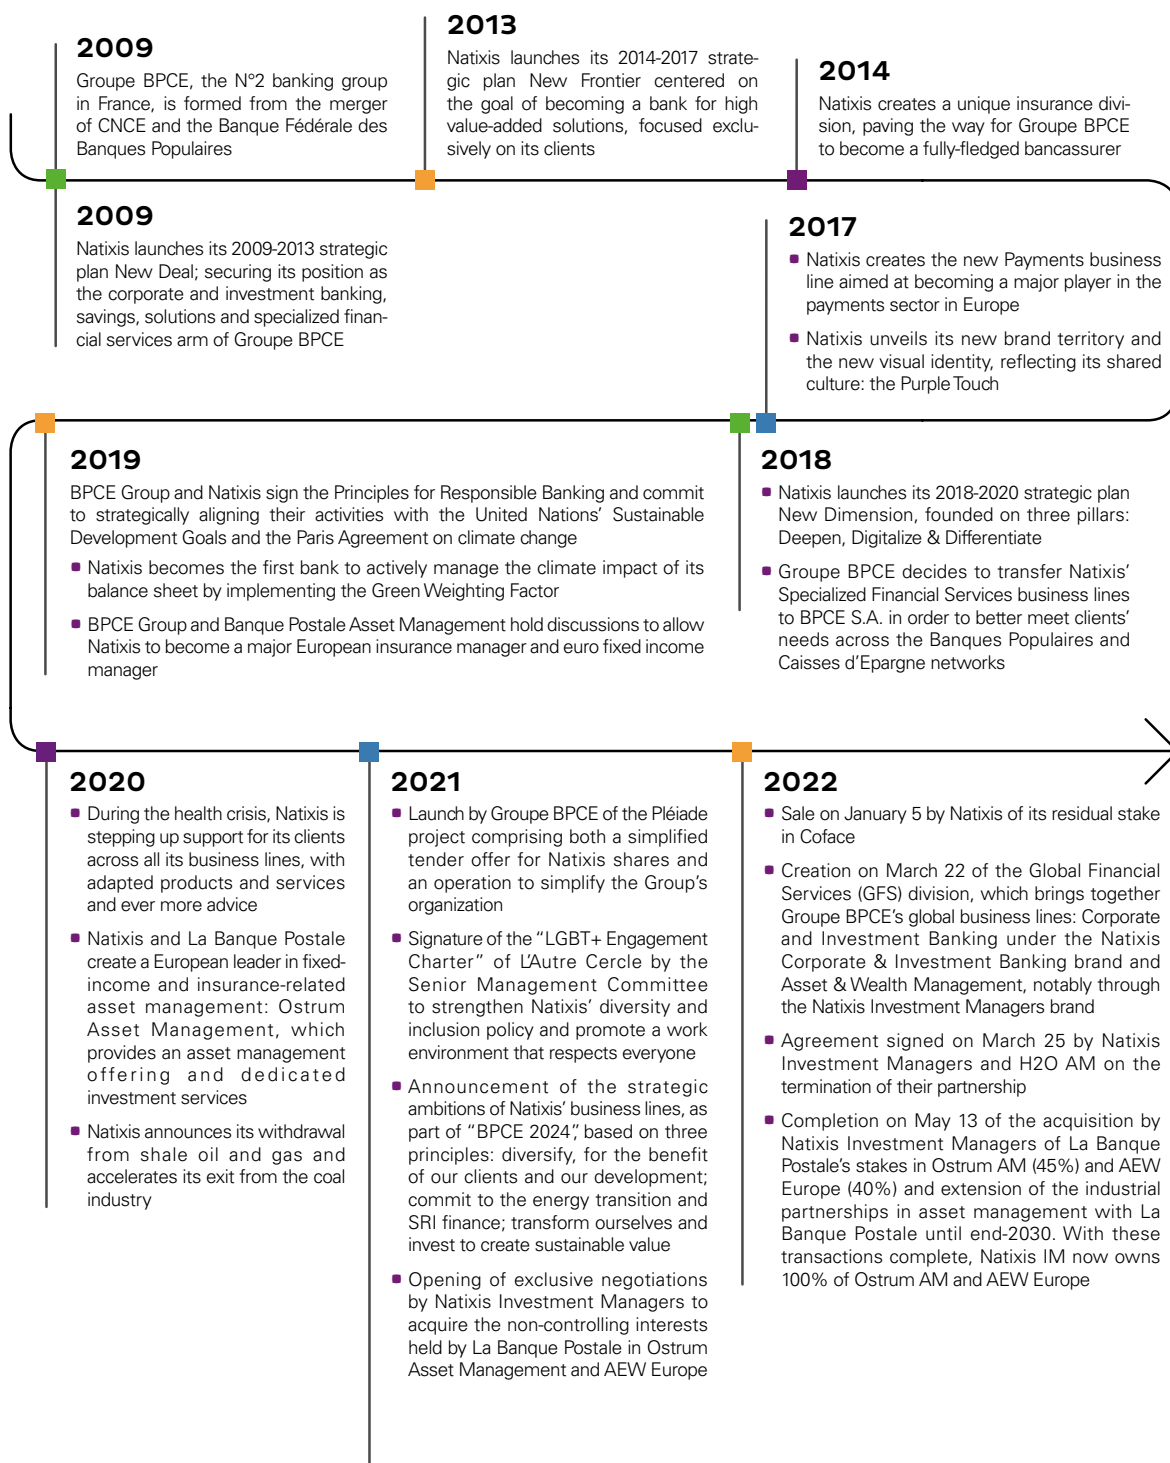 2009
Groupe BPCE, the N°2 banking group
in France, is formed from the merger
of CNCE and the Banque Fédérale des
Banques Populaires
2013
Natixis launches its 2014-2017 strate-
gic plan New Frontier centered on
the goal of becoming a bank for high
value-added solutions, focused exclu-
sively on its clients
2014
Natixis creates a unique insurance divi-
sion, paving the way for Groupe BPCE
to become a fully-fledged bancassurer
2009
Natixis launches its 2009-2013 strategic
plan New Deal; securing its position as
the corporate and investment banking,
savings, solutions and specialized finan-
cial services arm of Groupe BPCE
2017
Natixis creates the new Payments business
line aimed at becoming a major player in the
payments sector in Europe
Natixis unveils its new brand territory and
the new visual identity, reflecting its shared
culture: the Purple Touch
2019
BPCE Group and Natixis sign the Principles for Responsible Banking and commit
to strategically aligning their activities with the United Nations' Sustainable
Development Goals and the Paris Agreement on climate change
Natixis becomes the first bank to actively manage the climate impact of its
balance sheet by implementing the Green Weighting Factor
BPCE Group and Banque Postale Asset Management hold discussions to allow
Natixis to become a major European insurance manager and euro fixed income
manager
2018
Natixis launches its 2018-2020 strategic plan
New Dimension, founded on three pillars:
Deepen, Digitalize & Differentiate
Groupe BPCE decides to transfer Natixis'
Specialized Financial Services business lines
to BPCE S.A. in order to better meet clients'
needs across the Banques Populaires and
Caisses d'Epargne networks
2020
During the health crisis, Natixis is
stepping up support for its clients
across all its business lines, with
adapted products and services
and ever more advice
Natixis and La Banque Postale
create a European leader in fixed-
income and insurance-related
asset management: Ostrum
Asset Management, which
provides an asset management
offering and dedicated
investment services
Natixis announces its withdrawal
from shale oil and gas and
accelerates its exit from the coal
industry
2021
Launch by Groupe BPCE of the Pléiade
project comprising both a simplified
tender offer for Natixis shares and
an operation to simplify the Group's
organization
Signature of the "LGBT+ Engagement
Charter" of L'Autre Cercle by the
Senior Management Committee
to strengthen Natixis' diversity and
inclusion policy and promote a work
environment that respects everyone
Announcement of the strategic
ambitions of Natixis' business lines, as
part of "BPCE 2024", based on three
principles: diversify, for the benefit
of our clients and our development;
commit to the energy transition and
SRI finance; transform ourselves and
invest to create sustainable value
Opening of exclusive negotiations
by Natixis Investment Managers to
acquire the non-controlling interests
held by La Banque Postale in Ostrum
Asset Management and AEW Europe
2022
Sale on January 5 by Natixis of its residual stake
in Coface
Creation on March 22 of the Global Financial
Services (GFS) division, which brings together
Groupe BPCE's global business lines: Corporate
and Investment Banking under the Natixis
Corporate & Investment Banking brand and
Asset & Wealth Management, notably through
the Natixis Investment Managers brand
Agreement signed on March 25 by Natixis
Investment Managers and H2O AM on the
termination of their partnership
Completion on May 13 of the acquisition by
Natixis Investment Managers of La Banque
Postale's stakes in Ostrum AM (45%) and AEW
Europe (40%) and extension of the industrial
partnerships in asset management with La
Banque Postale until end-2030. With these
transactions complete, Natixis IM now owns
100% of Ostrum AM and AEW Europe